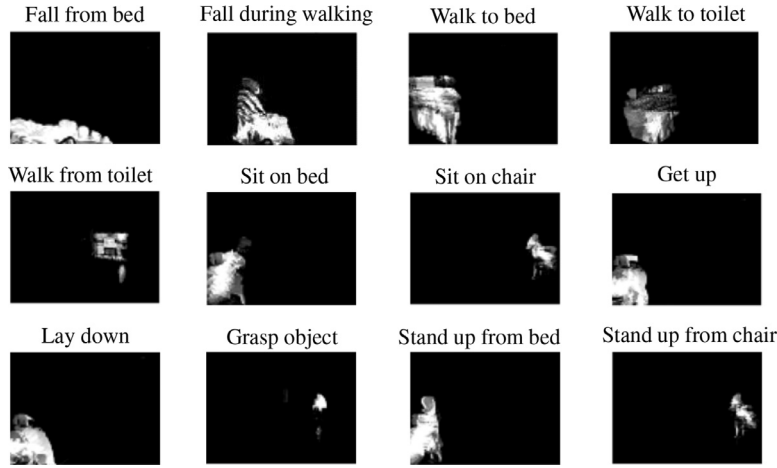 Fall from bed
Fall during walking
Walk to bed
Walk to toilet
Walk from toilet
Sit on bed
Sit on chair
Get up
Lay down
Grasp object
Stand up from bed
Stand up from chair